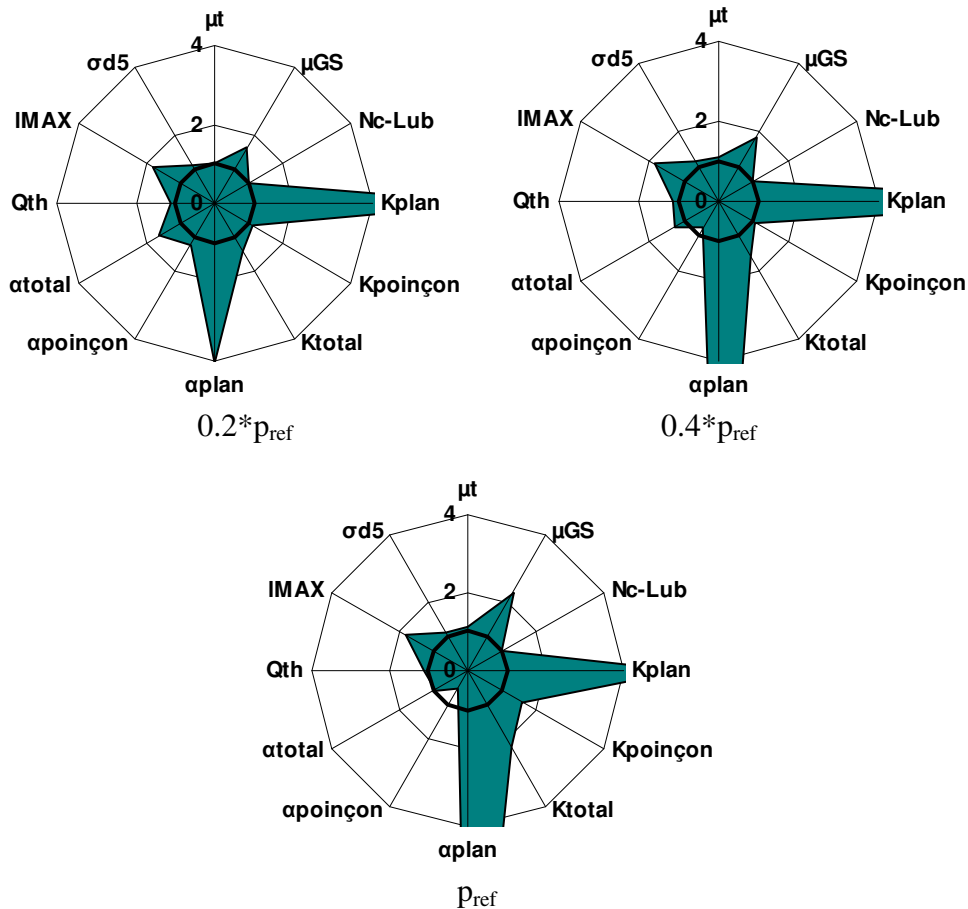 µt
4
σd5
µGS
IMAX
2
Nc-Lub
Qth
0
Kplan
αtotal
Kpoinçon
αpoinçon
Ktotal
αplan
0.2*pref
µt
4
σd5
µGS
IMAX
2
Nc-Lub
Qth
0
Kplan
αtotal
Kpoinçon
αpoinçon
Ktotal
αplan
0.4*pref
µt
4
σd5
µGS
IMAX
2
Nc-Lub
Qth
0
Kplan
αtotal
Kpoinçon
αpoinçon
Ktotal
αplan
pref